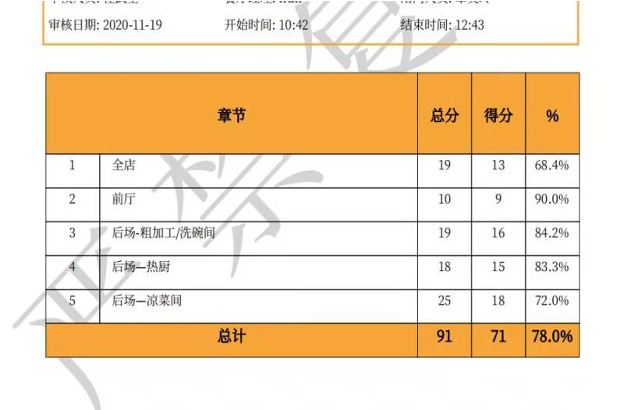 审核日期: 2020-11-19 开始时间: 10:42 结束时间: 12:43
章节 总分 得分 %
1 全店 19 13 68.4%
2 前厅 10 9 90.0%
3 后场-粗加工/洗碗间 19 16 84.2%
4 后场—热厨 18 15 83.3%
5 后场—凉菜间 25 18 72.0%
总计 91 71 78.0%
严禁复